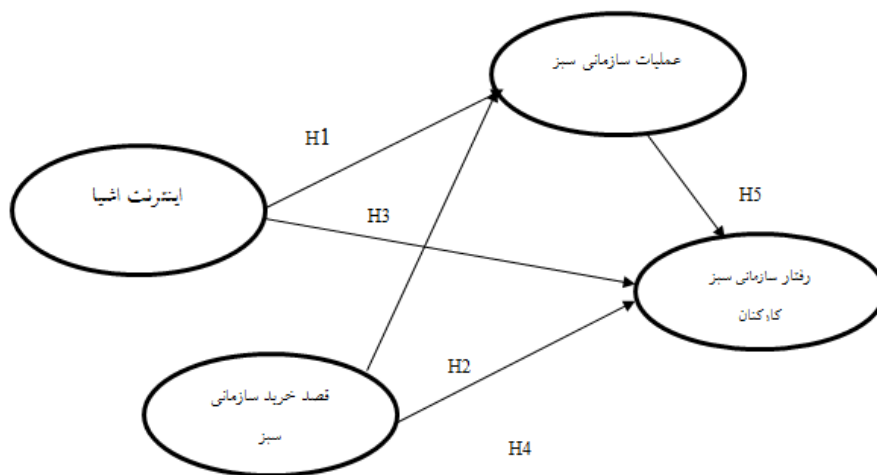 عملیات سازمانی سبز
H1
اینترنت اشیا
H5
H3
رفتار سازمانی سبز
کارکنان
H2
قصد خرید سازمانی
سبز
H4